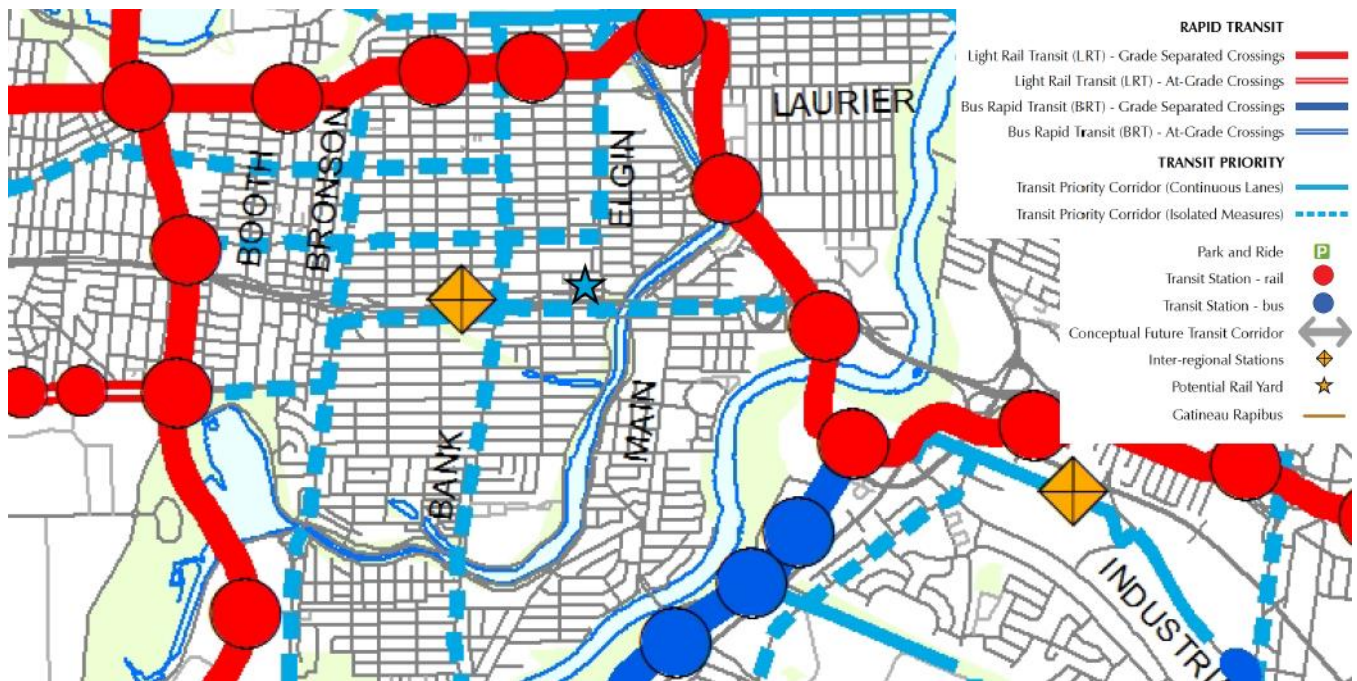 RAPID TRANSIT
Light Rail Transit (LRT) - Grade Separated Crossings
Light Rail Transit (LRT) - At-Grade Crossings
Bus Rapid Transit (BRT) - Grade Separated Crossings
Bus Rapid Transit (BRT) - At-Grade Crossings
TRANSIT PRIORITY
Transit Priority Corridor (Continuous Lanes)
Transit Priority Corridor (Isolated Measures)
Park and Ride
P
Transit Station - rail
Transit Station - bus
Conceptual Future Transit Corridor
Inter-regional Stations
Potential Rail Yard
Gatineau Rapibus
LAURIER
ELGIN
BOOTH
BRONSON
MAIN
BANK
INDUSTRI